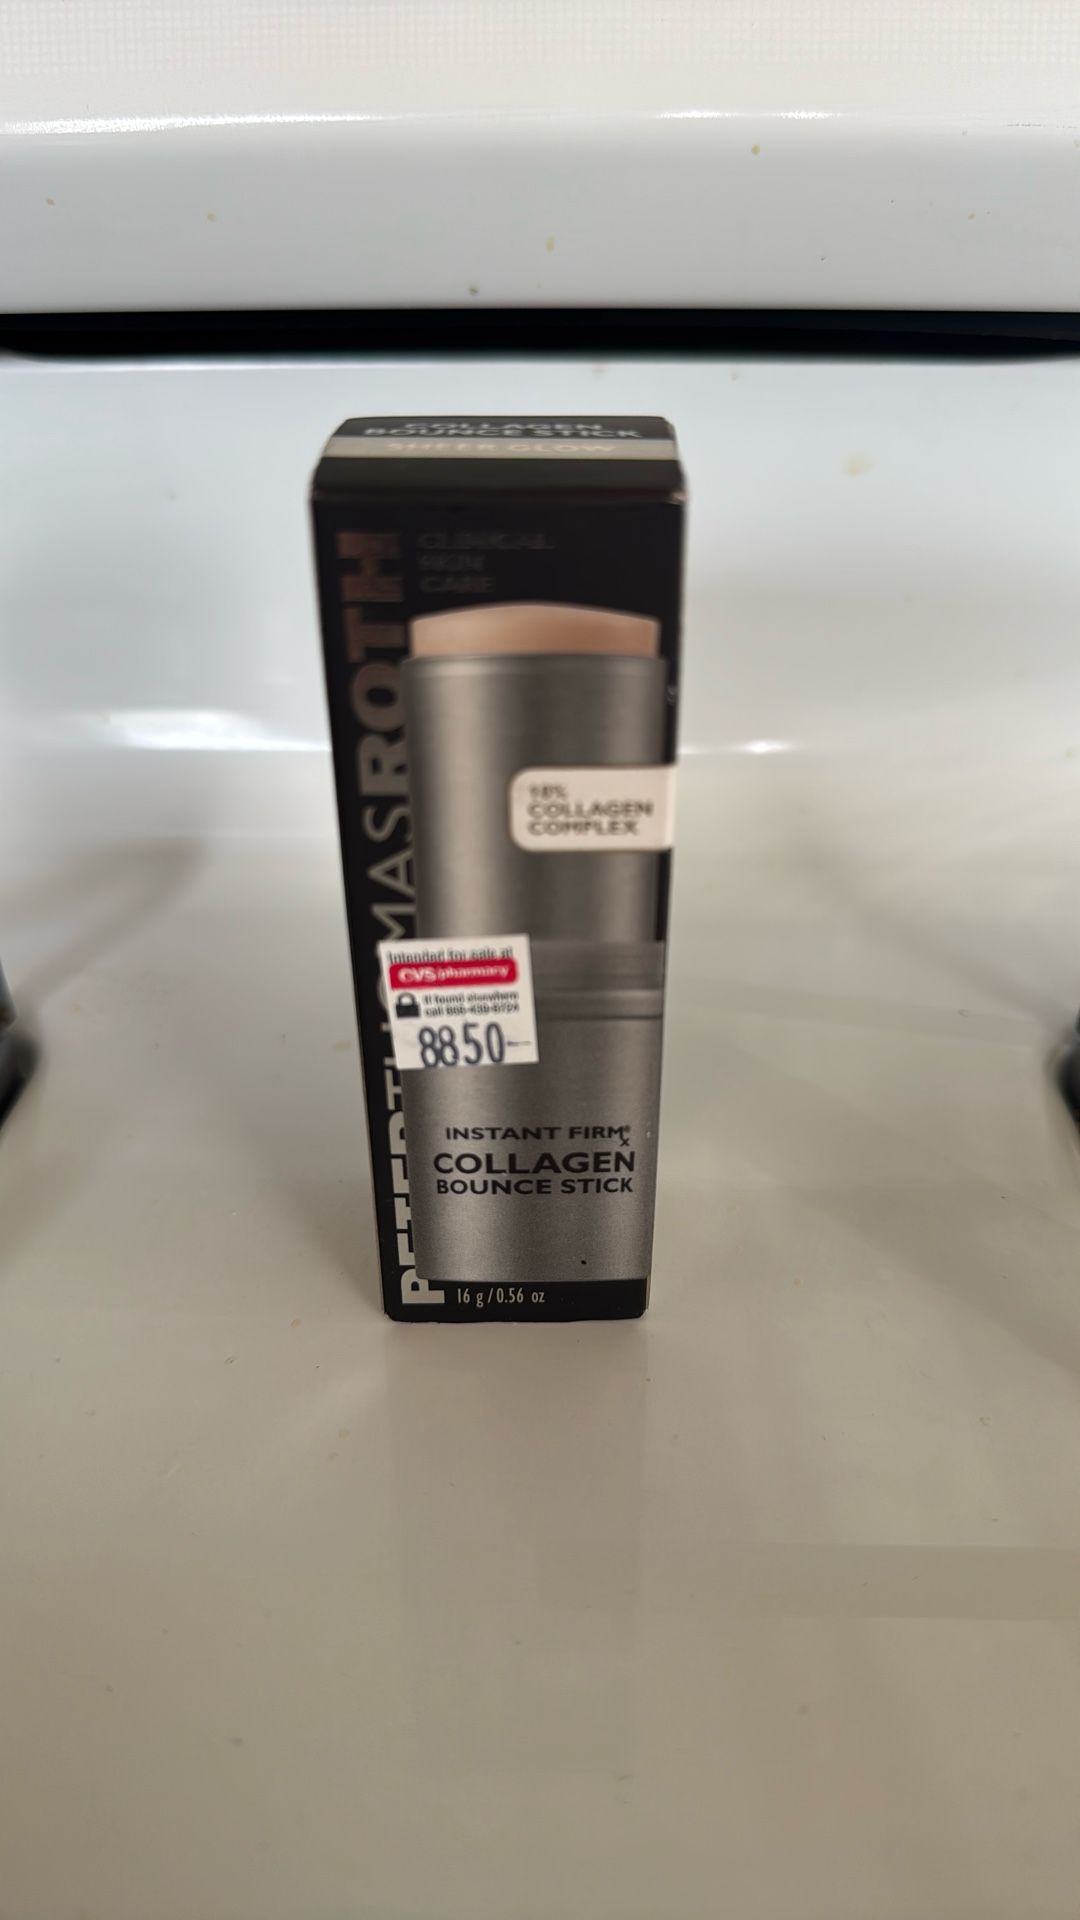 COLLAGEN
BOUNCE STICK
SHEER GLOW
CLINICAL
SKIN
CARE
PETER THOMAS ROTH
18%
COLLAGEN
COMPLEX
Intended for sale at
CVS pharmacy
If found elsewhere
8850
INSTANT FIRMx®
COLLAGEN
BOUNCE STICK
16 g / 0.56 oz